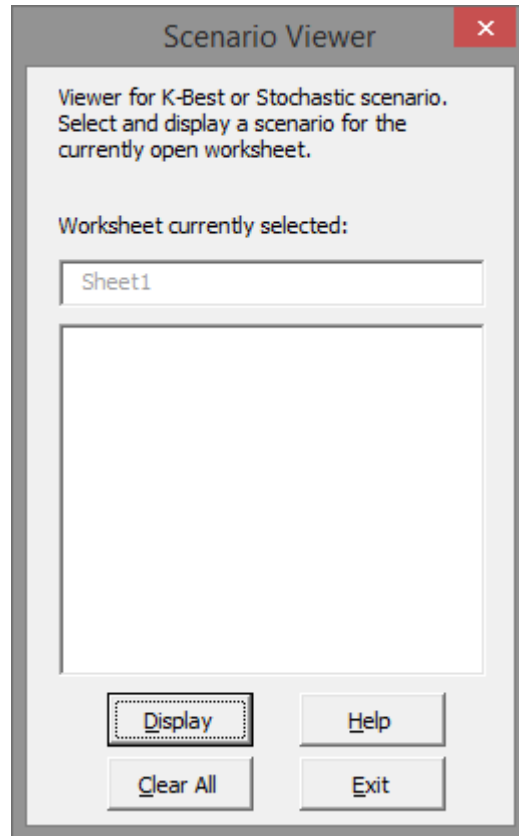 Scenario Viewer
Viewer for K-Best or Stochastic scenario.
Select and display a scenario for the
currently open worksheet.
Worksheet currently selected:
Sheet1
Display
Help
Clear All
Exit